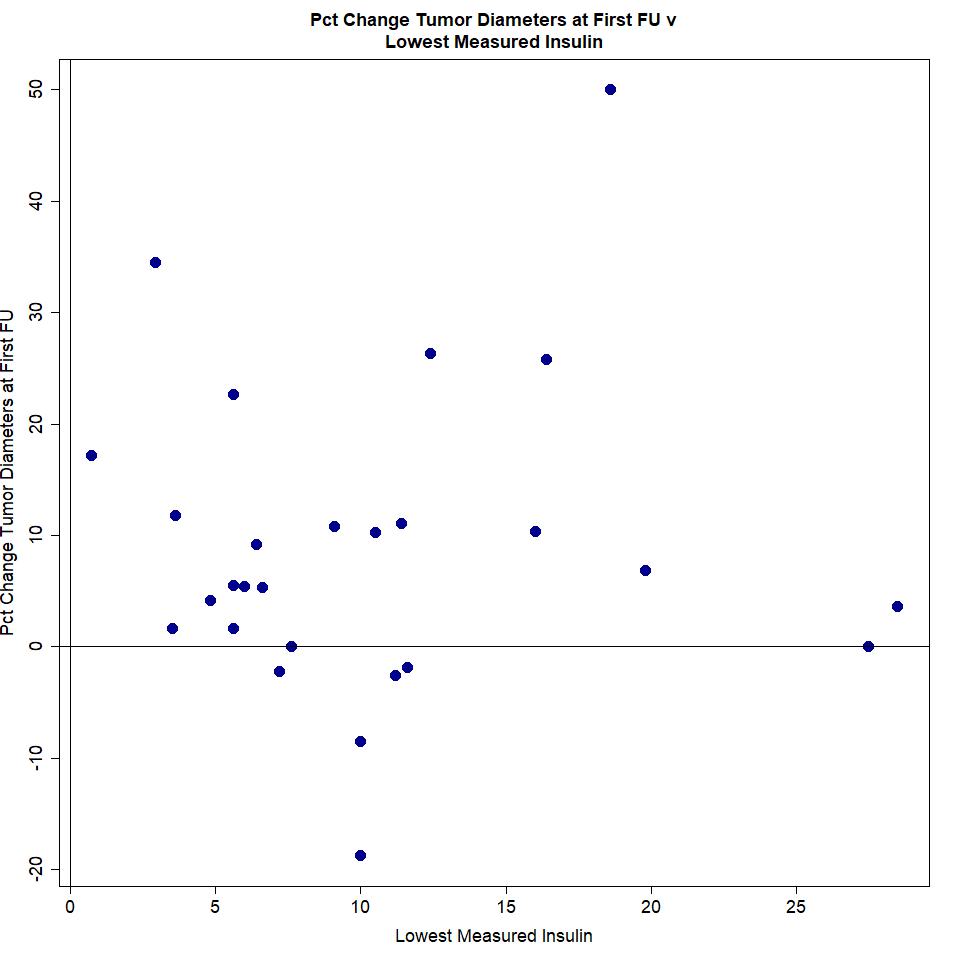 Pct Change Tumor Diameters at First FU v
Lowest Measured Insulin
Pct Change Tumor Diameters at First FU
50
40
30
20
10
0
-10
-20
0 5 10 15 20 25
Lowest Measured Insulin